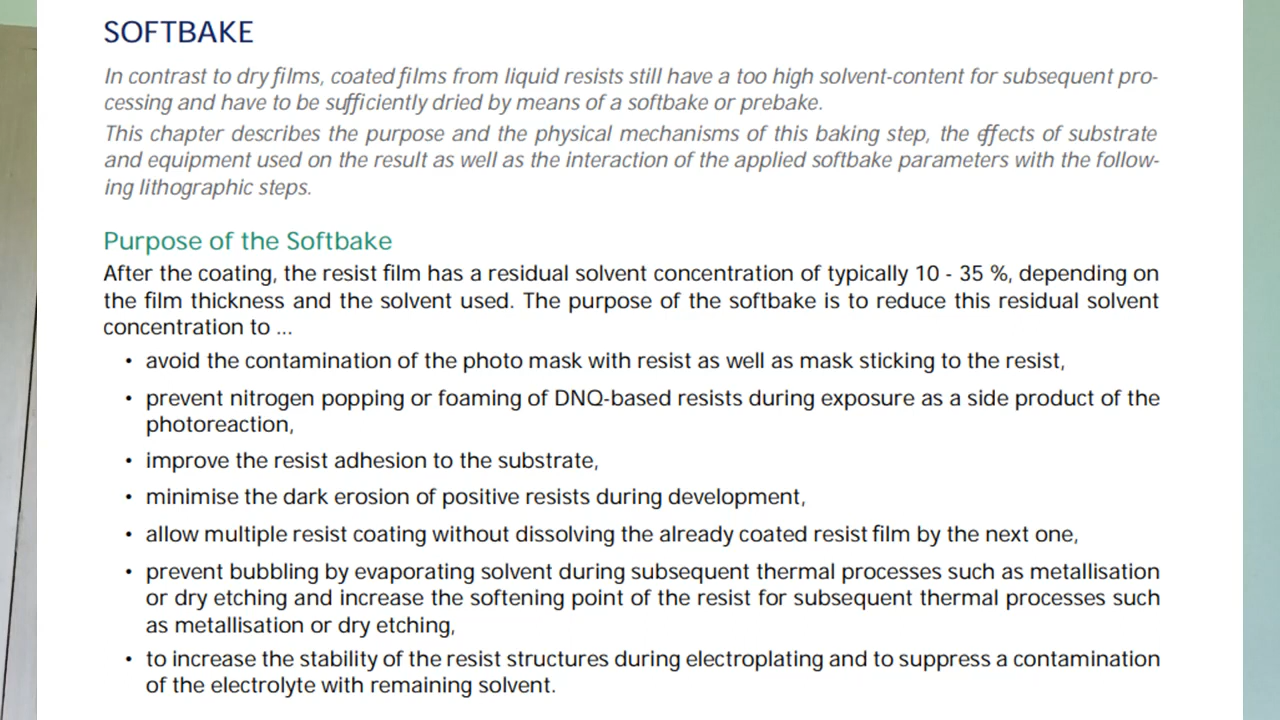 SOFTBAKE
In contrast to dry films, coated films from liquid resists still have a too high solvent-content for subsequent pro-
cessing and have to be sufficiently dried by means of a softbake or prebake.
This chapter describes the purpose and the physical mechanisms of this baking step, the effects of substrate
and equipment used on the result as well as the interaction of the applied softbake parameters with the follow-
ing lithographic steps.
Purpose of the Softbake
After the coating, the resist film has a residual solvent concentration of typically 10 - 35 %, depending on
the film thickness and the solvent used. The purpose of the softbake is to reduce this residual solvent
concentration to ...
• avoid the contamination of the photo mask with resist as well as mask sticking to the resist,
• prevent nitrogen popping or foaming of DNQ-based resists during exposure as a side product of the
photoreaction,
• improve the resist adhesion to the substrate,
• minimise the dark erosion of positive resists during development,
• allow multiple resist coating without dissolving the already coated resist film by the next one,
• prevent bubbling by evaporating solvent during subsequent thermal processes such as metallisation
or dry etching and increase the softening point of the resist for subsequent thermal processes such
as metallisation or dry etching,
• to increase the stability of the resist structures during electroplating and to suppress a contamination
of the electrolyte with remaining solvent.